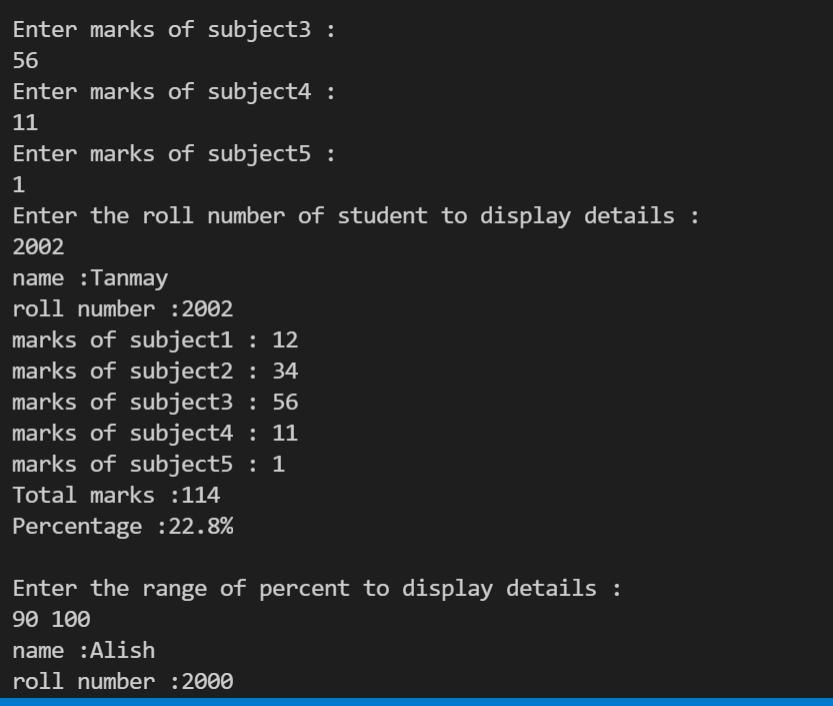 Enter marks of subject3 :
56
Enter marks of subject4 :
11
Enter marks of subject5 :
1
Enter the roll number of student to display details :
2002
name :Tanmay
roll number :2002
marks of subject1 : 12
marks of subject2 : 34
marks of subject3 : 56
marks of subject4 : 11
marks of subject5 : 1
Total marks :114
Percentage :22.8%
Enter the range of percent to display details :
90 100
name :Alish
roll number :2000